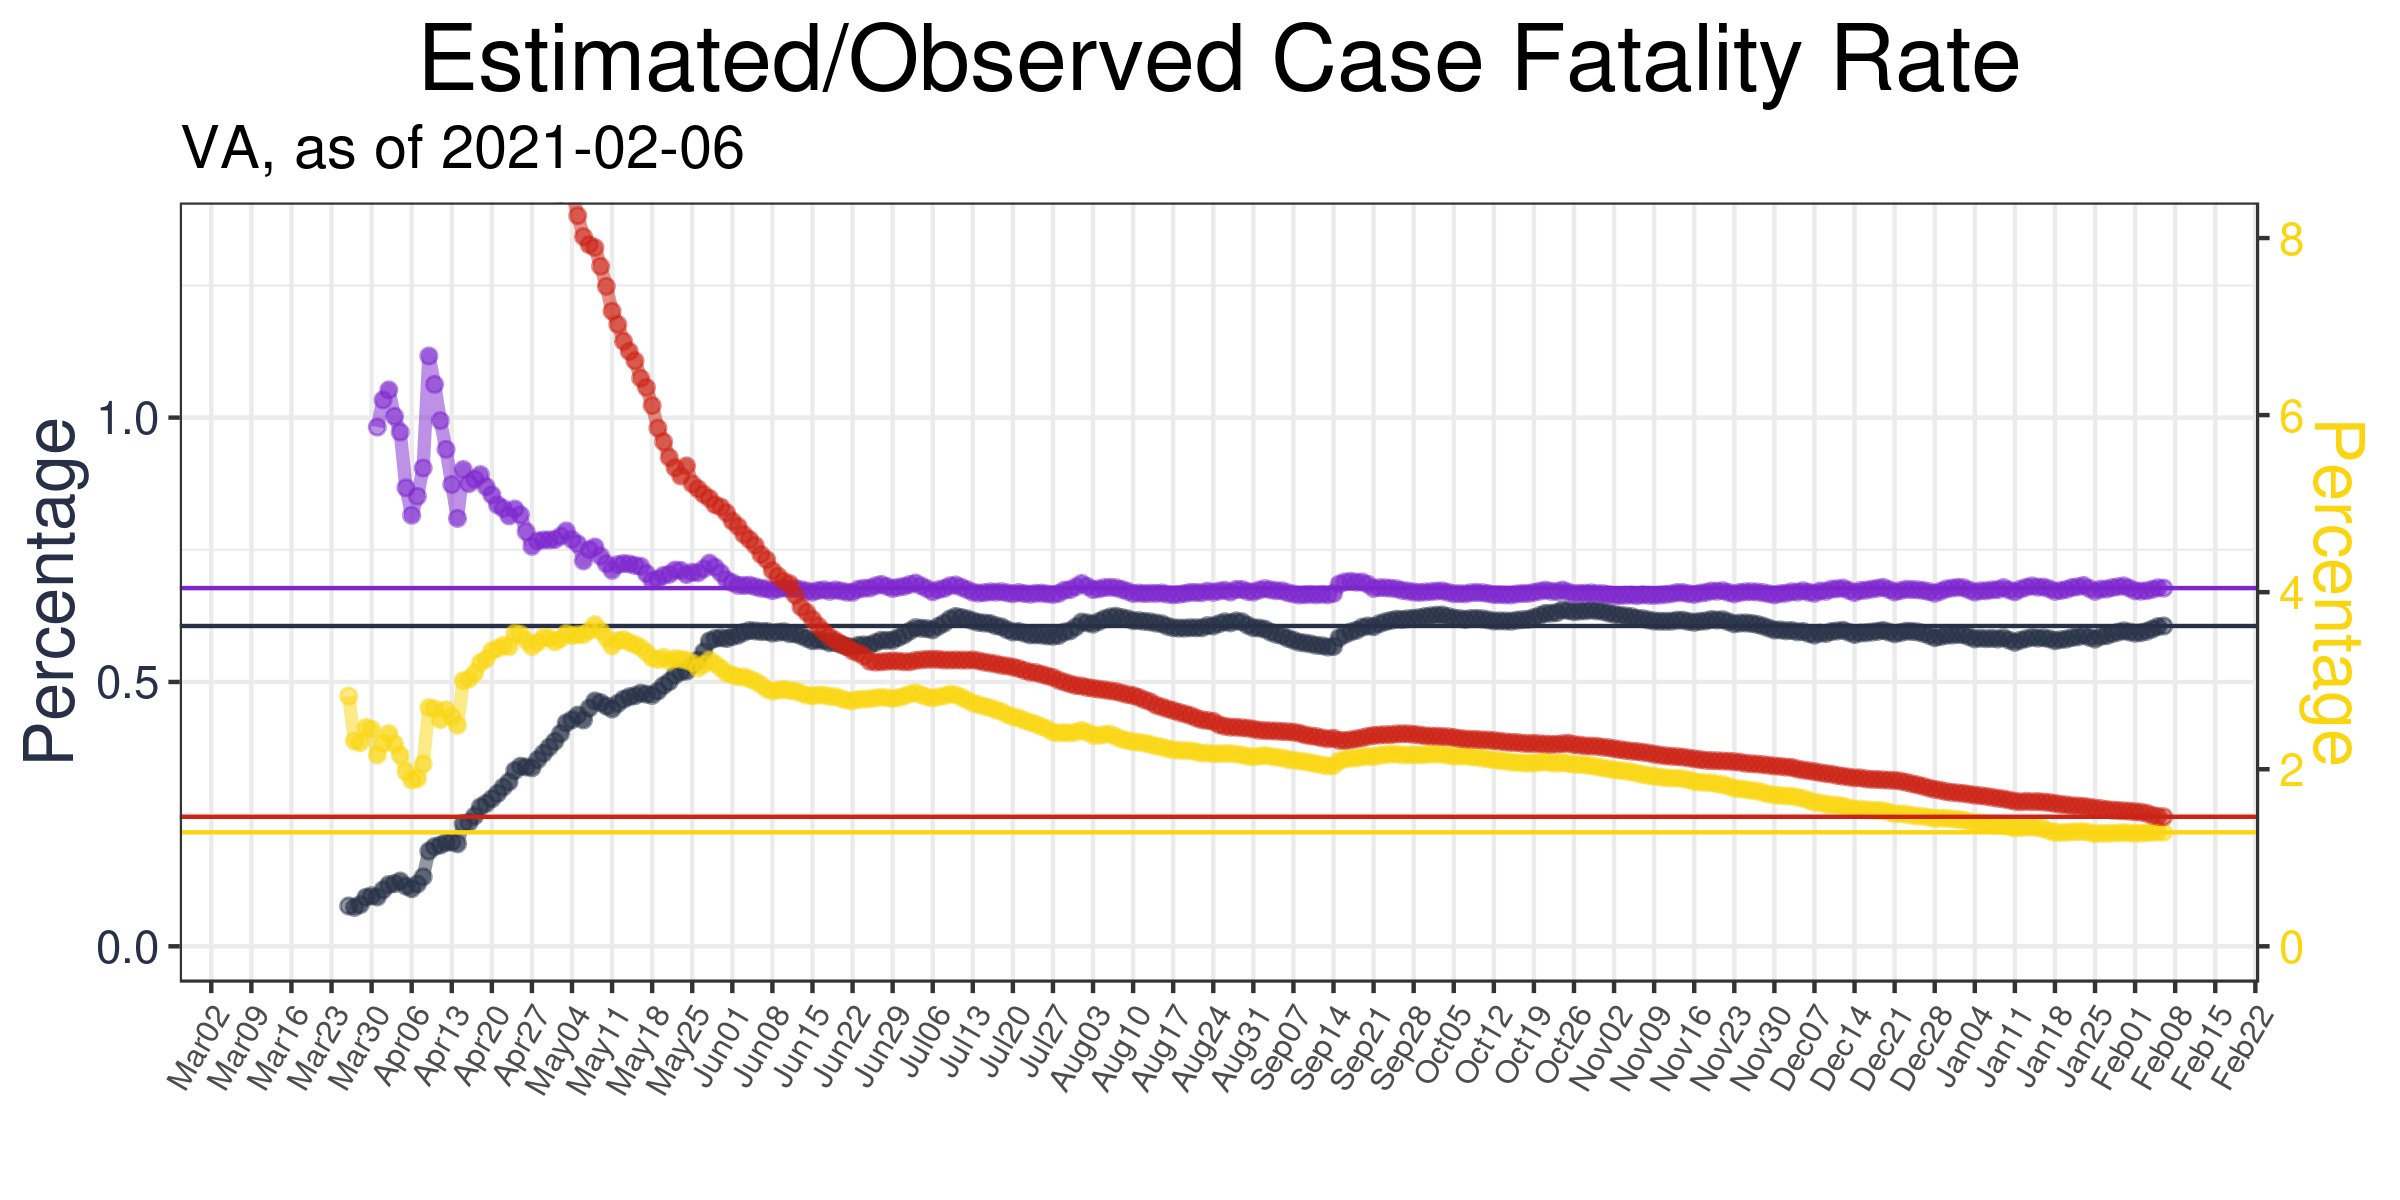 Estimated/Observed Case Fatality Rate
VA, as of 2021-02-06
Percentage
1.0
0.5
0.0
8
6
4
2
0
Percentage
Mar02 Mar09 Mar16 Mar23 Mar30 Apr06 Apr13 Apr20 Apr27 May04 May11 May18 May25 Jun01 Jun08 Jun15 Jun22 Jun29 Jul06 Jul13 Jul20 Jul27 Aug03 Aug10 Aug17 Aug24 Aug31 Sep07 Sep14 Sep21 Sep28 Oct05 Oct12 Oct19 Oct26 Nov02 Nov09 Nov16 Nov23 Nov30 Dec07 Dec14 Dec21 Dec28 Jan04 Jan11 Jan18 Jan25 Feb01 Feb08 Feb15 Feb22